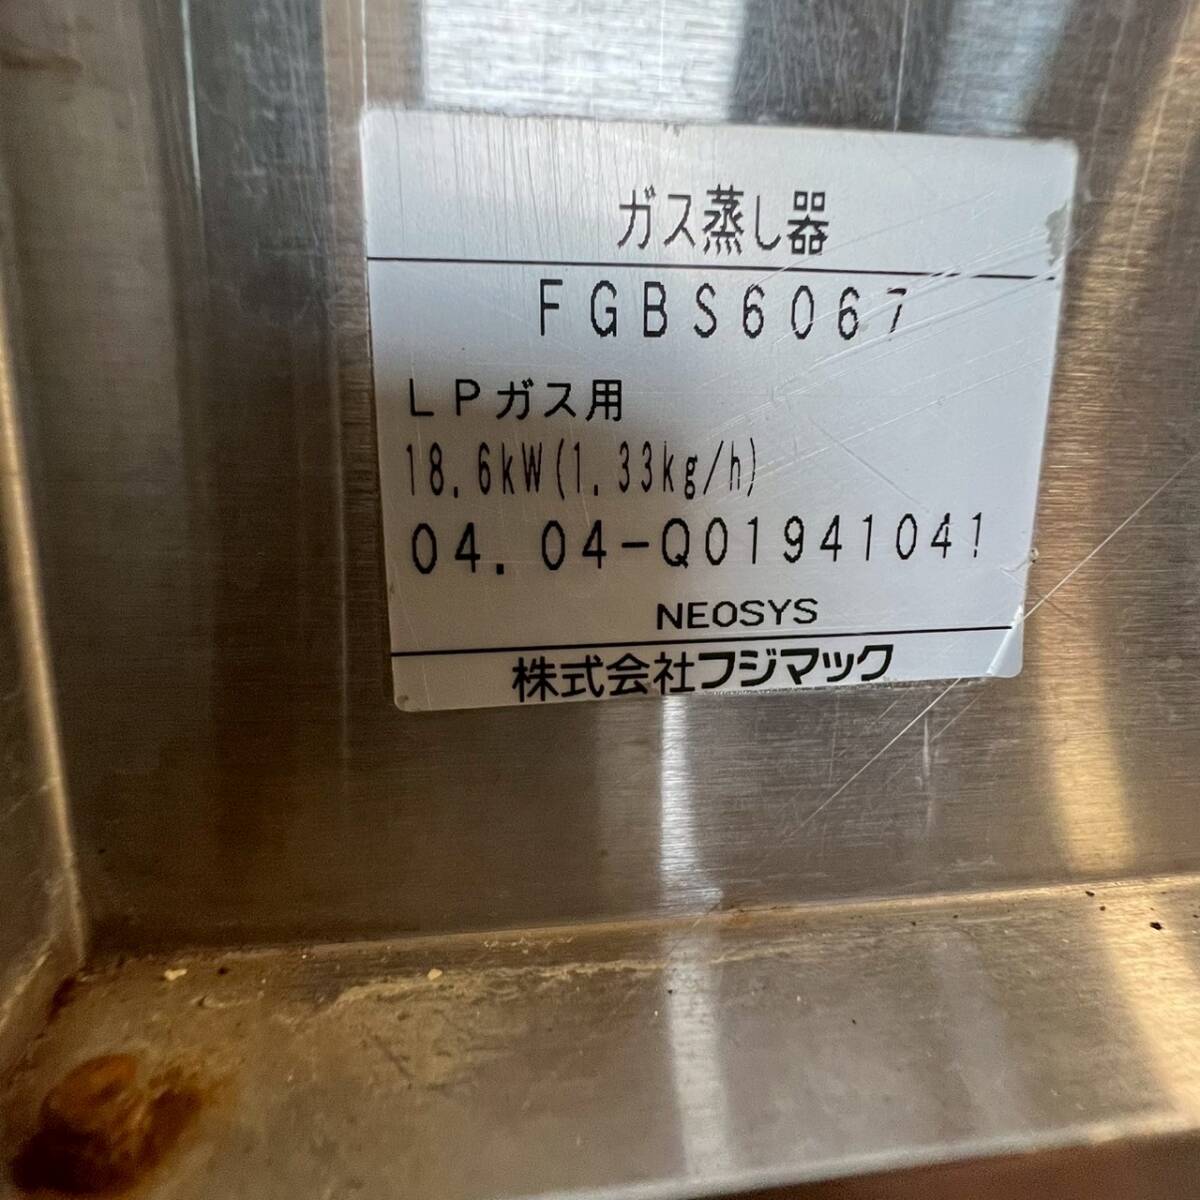 ガス蒸し器
FGBS6067
LPガス用
18.6kW(1.33kg/h)
04.04-Q01941041
NEOSYS
株式会社フジマック